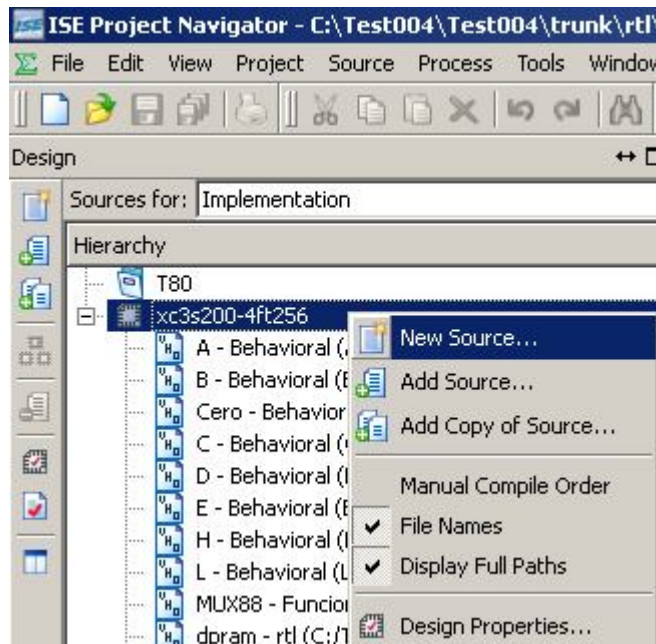 ISE Project Navigator - C:\Test004\Test004\trunk\rtl\
File Edit View Project Source Process Tools Window
Design
Sources for: Implementation
Hierarchy
T80
xc3s200-4ft256
A - Behavioral (
B - Behavioral (
Cero - Behavior
C - Behavioral (
D - Behavioral (
E - Behavioral (
H - Behavioral (
L - Behavioral (L
MUX88 - Funcion
dpram - rtl (C:/T
New Source...
Add Source...
Add Copy of Source...
Manual Compile Order
File Names
Display Full Paths
Design Properties...